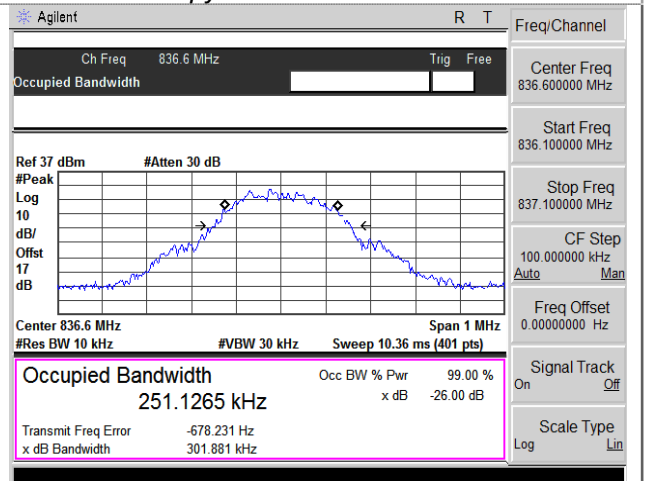 Agilent R T
Ch Freq 836.6 MHz Trig Free
Occupied Bandwidth
Ref 37 dBm #Atten 30 dB
#Peak
Log
10
dB/
Offst
17
dB
Center 836.6 MHz Span 1 MHz
#Res BW 10 kHz #VBW 30 kHz Sweep 10.36 ms (401 pts)
Occupied Bandwidth Occ BW % Pwr 99.00 %
251.1265 kHz x dB -26.00 dB
Transmit Freq Error -678.231 Hz
x dB Bandwidth 301.881 kHz
Freq/Channel
Center Freq
836.600000 MHz
Start Freq
836.100000 MHz
Stop Freq
837.100000 MHz
CF Step
100.000000 kHz
Auto Man
Freq Offset
0.00000000 Hz
Signal Track
On Off
Scale Type
Log Lin